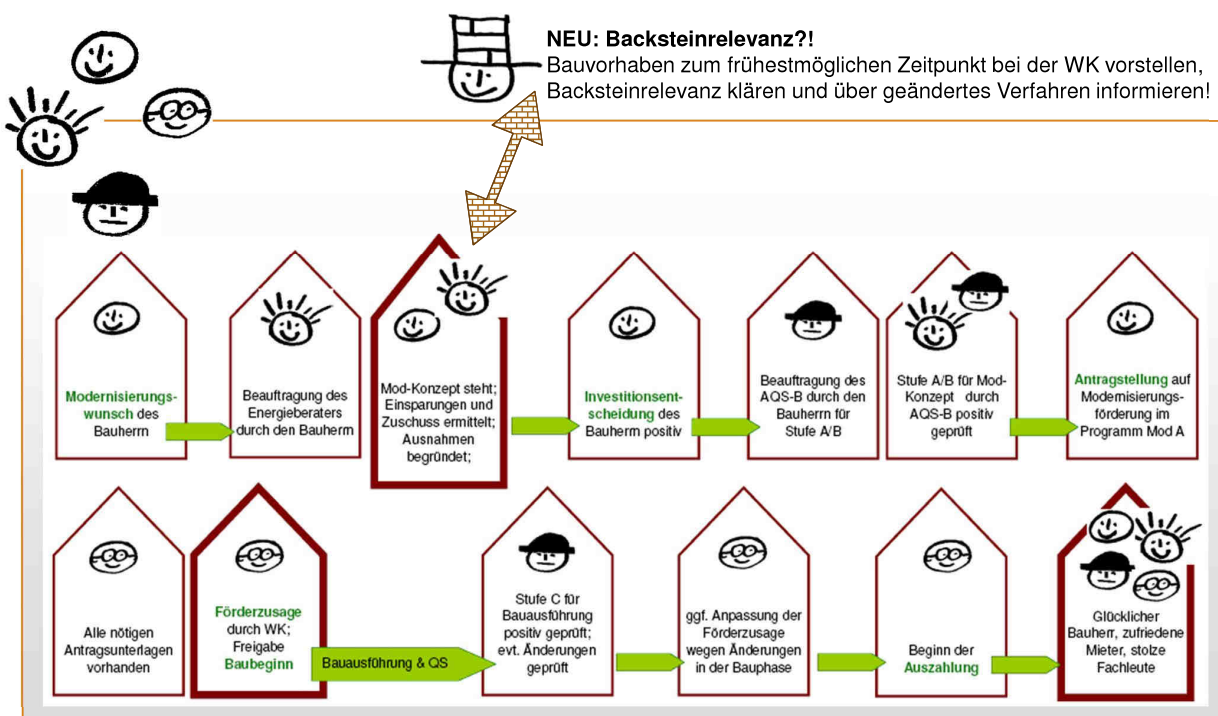 NEU: Backsteinrelevanz?!
Bauvorhaben zum frühestmöglichen Zeitpunkt bei der WK vorstellen,
Backsteinrelevanz klären und über geändertes Verfahren informieren!
Modernisierungs-
wunsch des
Bauherrn
Beauftragung des
Energieberaters
durch den Bauherrn
Mod-Konzept steht;
Einsparungen und
Zuschuss ermittelt;
Ausnahmen
begründet;
Investitionsent-
scheidung des
Bauherrn positiv
Beauftragung des
AQS-B durch den
Bauherrn für
Stufe A/B
Stufe A/B für Mod-
Konzept durch
AQS-B positiv
geprüft
Antragstellung auf
Modernisierungs-
förderung im
Programm Mod A
Alle nötigen
Antragsunterlagen
vorhanden
Förderzusage
durch WK;
Freigabe
Baubeginn
Bauausführung & QS
Stufe C für
Bauausführung
positiv geprüft;
evt. Änderungen
geprüft
ggf. Anpassung der
Förderzusage
wegen Änderungen
in der Bauphase
Beginn der
Auszahlung
Glücklicher
Bauherr, zufriedene
Mieter, stolze
Fachleute